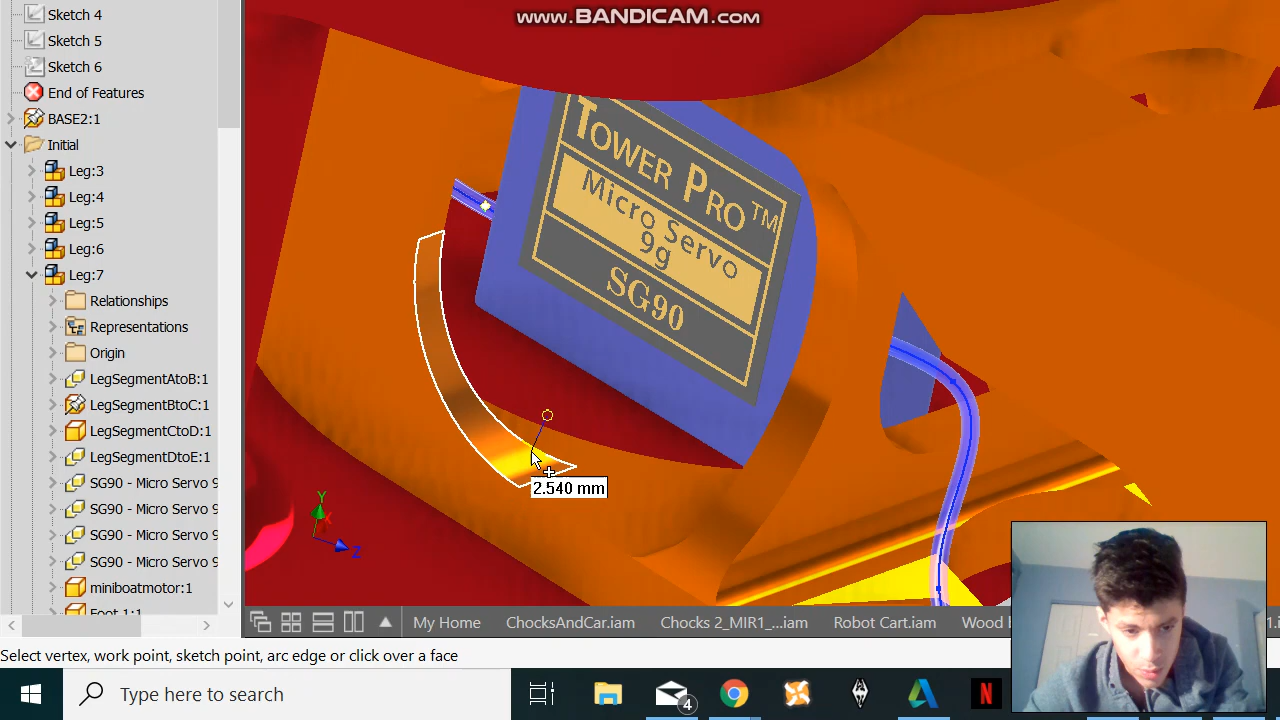 www.BANDICAM.com
Sketch 4
Sketch 5
Sketch 6
End of Features
BASE2:1
Initial
Leg:3
Leg:4
Leg:5
Leg:6
Leg:7
Relationships
Representations
Origin
LegSegmentAtoB:1
LegSegmentBtoC:1
LegSegmentCtoD:1
LegSegmentDtoE:1
SG90 - Micro Servo 9
SG90 - Micro Servo 9
SG90 - Micro Servo 9
SG90 - Micro Servo 9
miniboatmotor:1
Foot 1:1
TOWER PRO™
Micro Servo
9g
SG90
2.540 mm
Y
X
Z
My Home
ChocksAndCar.iam
Chocks 2_MIR1_...iam
Robot Cart.iam
Wood
Select vertex, work point, sketch point, arc edge or click over a face
Type here to search
4
N